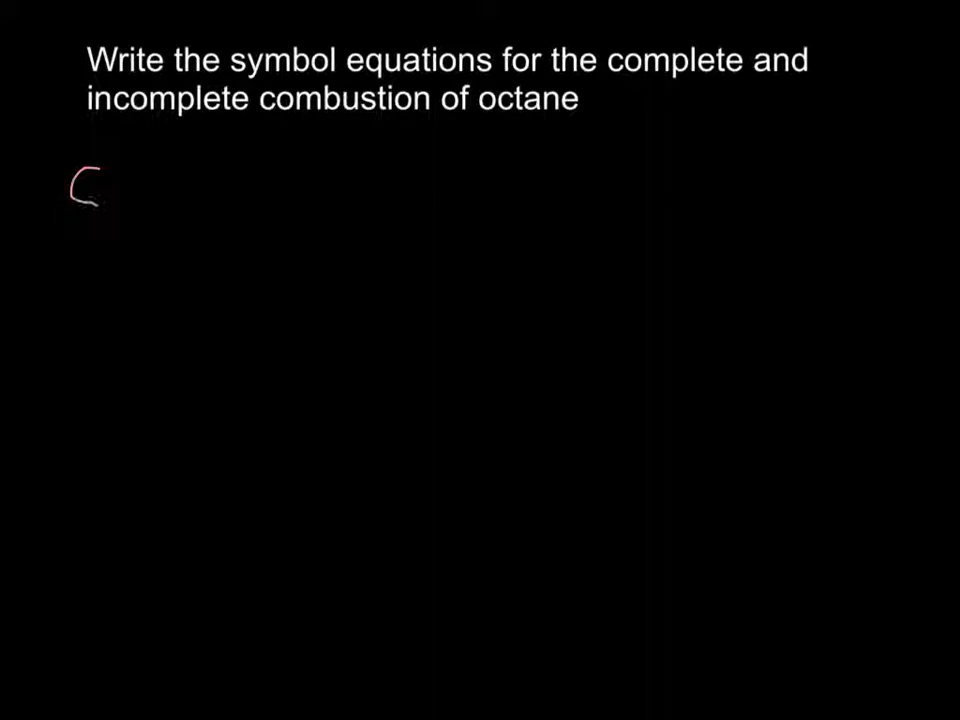 Write the symbol equations for the complete and
incomplete combustion of octane
C